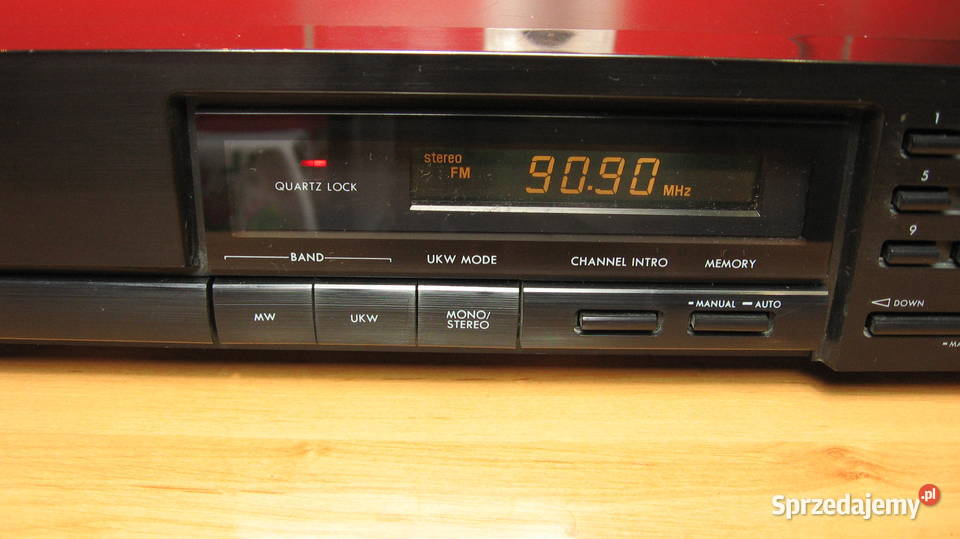 1
stereo
FM 90.90 MHz
QUARTZ LOCK
5
9
BAND UKW MODE CHANNEL INTRO MEMORY
MANUAL AUTO
DOWN
MW UKW MONO/
STEREO
Sprzedajemy.pl